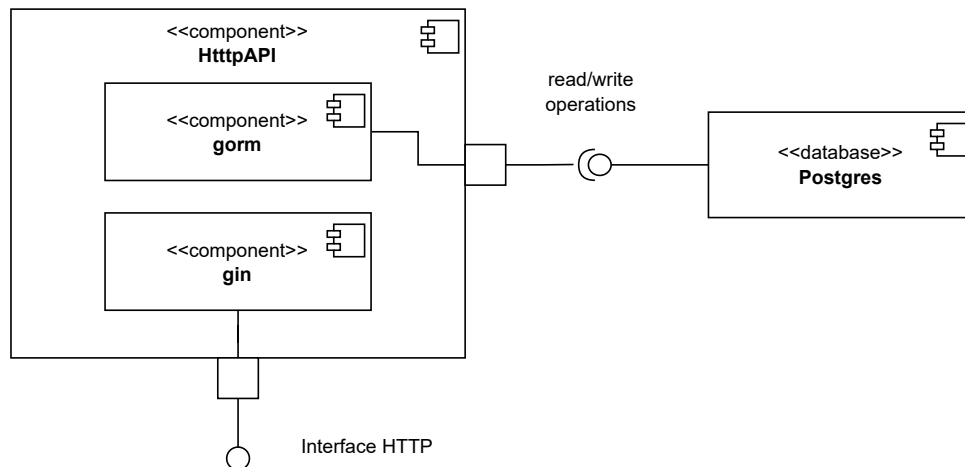 <<component>>
HtttpAPI
<<component>>
gorm
read/write
operations
<<database>>
Postgres
<<component>>
gin
Interface HTTP